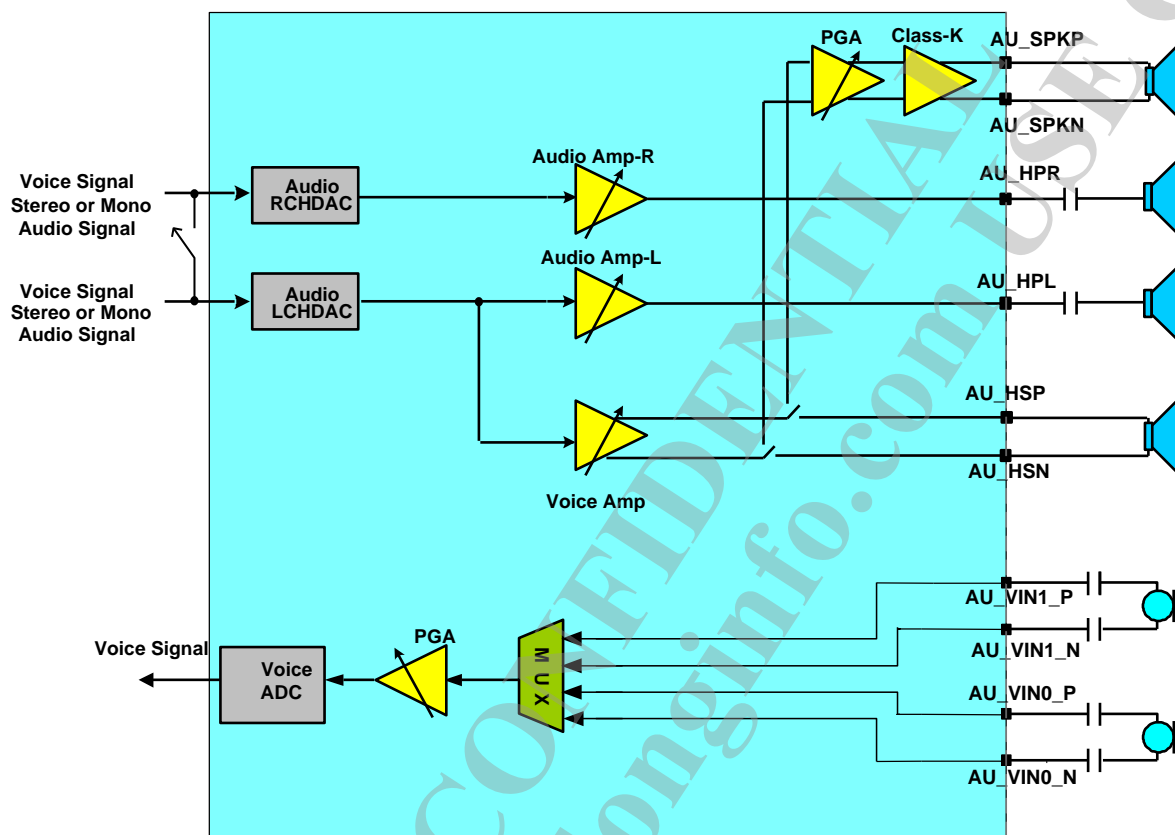 PGA
Class-K
AU_SPKP
AU_SPKN
Audio Amp-R
AU_HPR
Voice Signal
Stereo or Mono
Audio Signal
Audio
RCHDAC
Audio Amp-L
AU_HPL
Voice Signal
Stereo or Mono
Audio Signal
Audio
LCHDAC
AU_HSP
AU_HSN
Voice Amp
AU_VIN1_P
AU_VIN1_N
Voice Signal
Voice
ADC
PGA
MUX
AU_VIN0_P
AU_VIN0_N
CONFIDENTIAL
onginfo.com USE